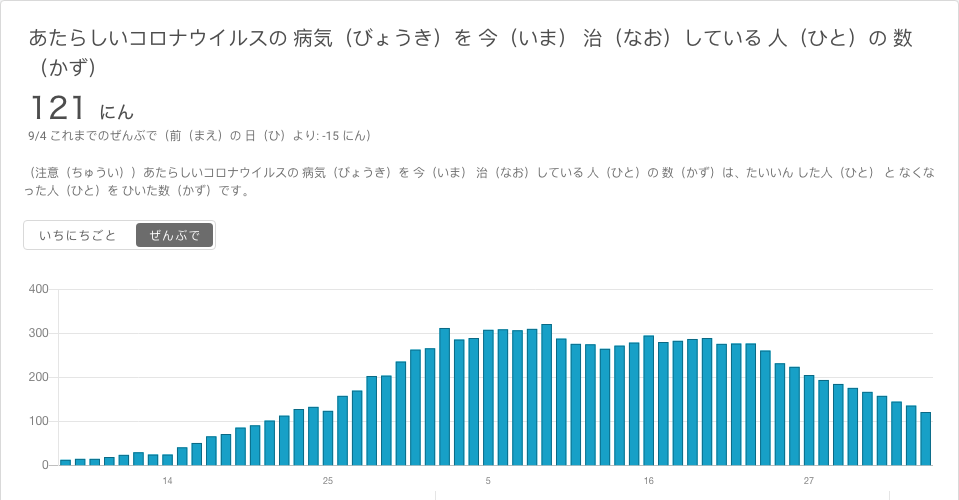 あたらしいコロナウイルスの 病気（びょうき）を 今（いま） 治（なお）している 人（ひと）の 数
（かず）
121 にん
9/4 これまでのぜんぶで（前（まえ）の 日（ひ）より: -15 にん）
（注意（ちゅうい））あたらしいコロナウイルスの 病気（びょうき）を 今（いま） 治（なお）している 人（ひと）の 数（かず）は、たいいん した人（ひと） と なくな
った人（ひと）を ひいた数（かず）です。
いちにちごと ぜんぶで
400
300
200
100
0
14 25 5 16 27